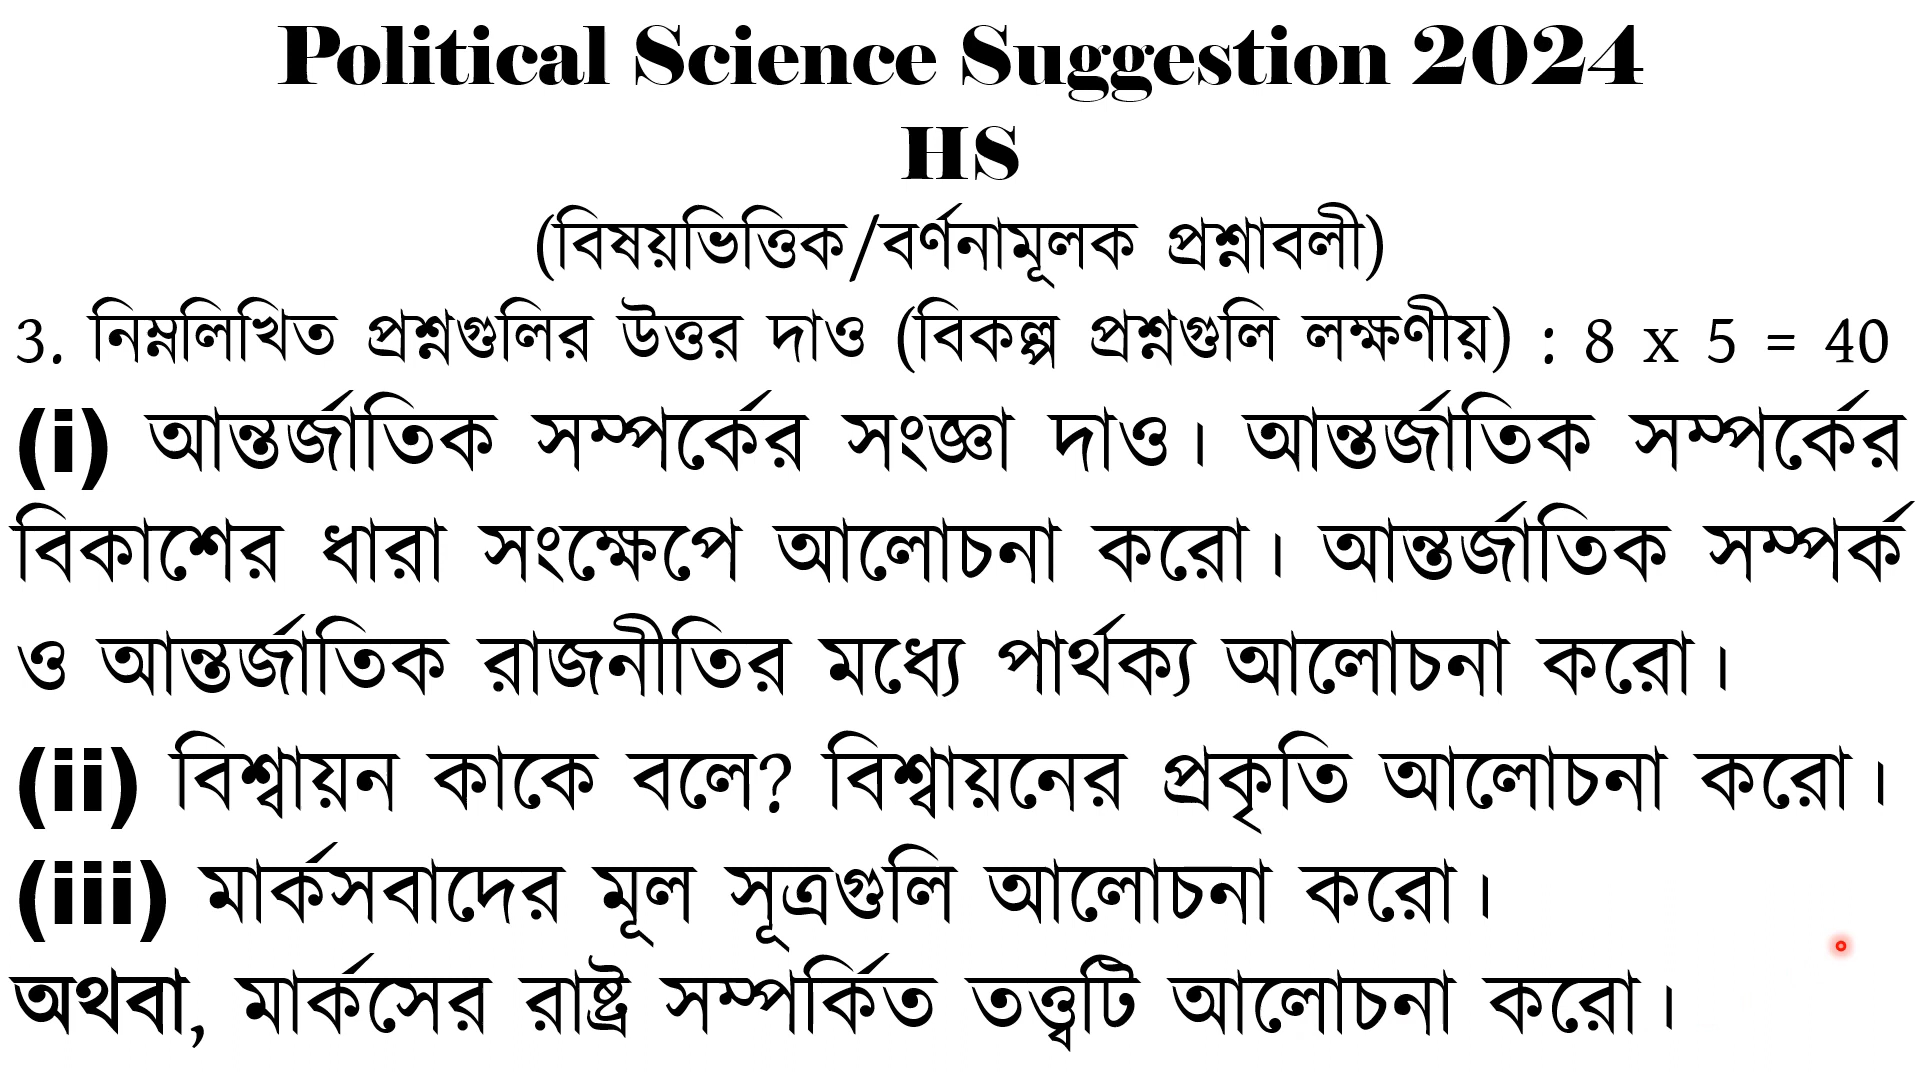 Political Science Suggestion 2024
HS
(বিষয়ভিত্তিক/বর্ণনামূলক প্রশ্নাবলী)
3. নিম্নলিখিত প্রশ্নগুলির উত্তর দাও (বিকল্প প্রশ্নগুলি লক্ষণীয়) : 8 x 5 = 40
(i) আন্তর্জাতিক সম্পর্কের সংজ্ঞা দাও। আন্তর্জাতিক সম্পর্কের
বিকাশের ধারা সংক্ষেপে আলোচনা করো। আন্তর্জাতিক সম্পর্ক
ও আন্তর্জাতিক রাজনীতির মধ্যে পার্থক্য আলোচনা করো।
(ii) বিশ্বায়ন কাকে বলে? বিশ্বায়নের প্রকৃতি আলোচনা করো।
(iii) মার্কসবাদের মূল সূত্রগুলি আলোচনা করো।
অথবা, মার্কসের রাষ্ট্র সম্পর্কিত তত্ত্বটি আলোচনা করো।